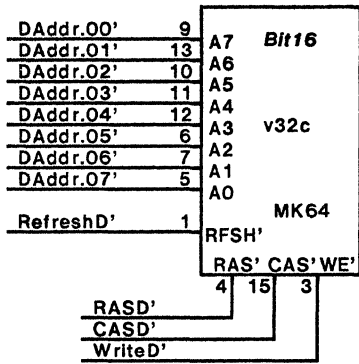 DAddr.00' 9 A7 Bit16
DAddr.01' 13 A6
DAddr.02' 10 A5
DAddr.03' 11 A4
DAddr.04' 12 A3 v32c
DAddr.05' 6 A2
DAddr.06' 7 A1
DAddr.07' 5 A0
MK64
RefreshD' 1 RFSH'
RAS' CAS' WE'
4 15 3
RASD'
CASD'
WriteD'